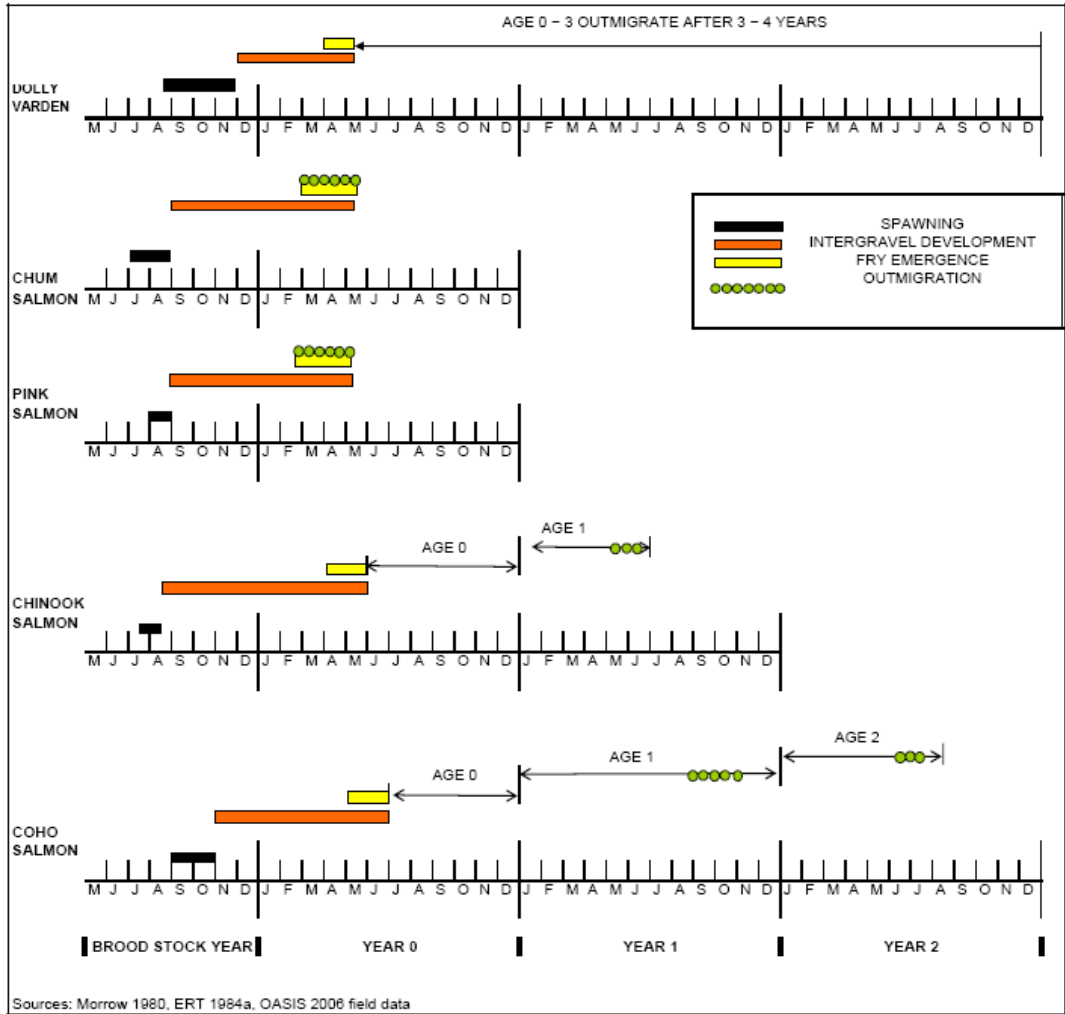 AGE 0 – 3 OUTMIGRATE AFTER 3 – 4 YEARS
DOLLY
VARDEN
M J J A S O N D J F M A M J J A S O N D J F M A M J J A S O N D J F M A M J J A S O N D
SPAWNING
INTERGRAVEL DEVELOPMENT
FRY EMERGENCE
OUTMIGRATION
CHUM
SALMON
M J J A S O N D J F M A M J J A S O N D
PINK
SALMON
M J J A S O N D J F M A M J J A S O N D
AGE 1
AGE 0
CHINOOK
SALMON
M J J A S O N D J F M A M J J A S O N D J F M A M J J A S O N D
AGE 2
AGE 1
AGE 0
COHO
SALMON
M J J A S O N D J F M A M J J A S O N D J F M A M J J A S O N D J F M A M J J A S O N D
BROOD STOCK YEAR YEAR 0 YEAR 1 YEAR 2
Sources: Morrow 1980, ERT 1984a, OASIS 2006 field data